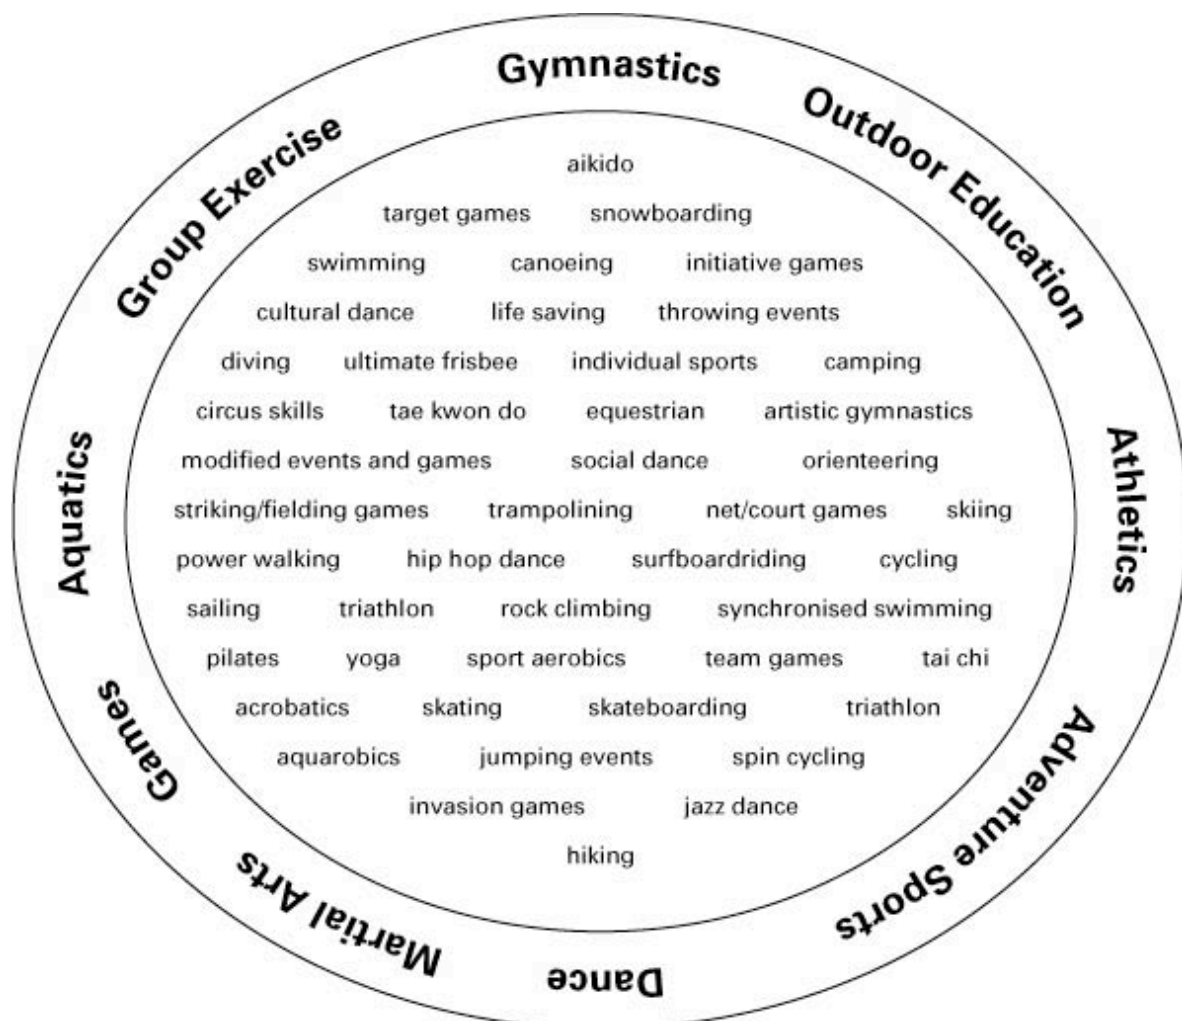 Gymnastics
Outdoor Education
Athletics
Adventure Sports
Dance
Martial Arts
Games
Aquatics
Group Exercise
aikido
target games snowboarding
swimming canoeing initiative games
cultural dance life saving throwing events
diving ultimate frisbee individual sports camping
circus skills tae kwon do equestrian artistic gymnastics
modified events and games social dance orienteering
striking/fielding games trampolining net/court games skiing
power walking hip hop dance surfboardriding cycling
sailing triathlon rock climbing synchronised swimming
pilates yoga sport aerobics team games tai chi
acrobatics skating skateboarding triathlon
aquarobics jumping events spin cycling
invasion games jazz dance
hiking